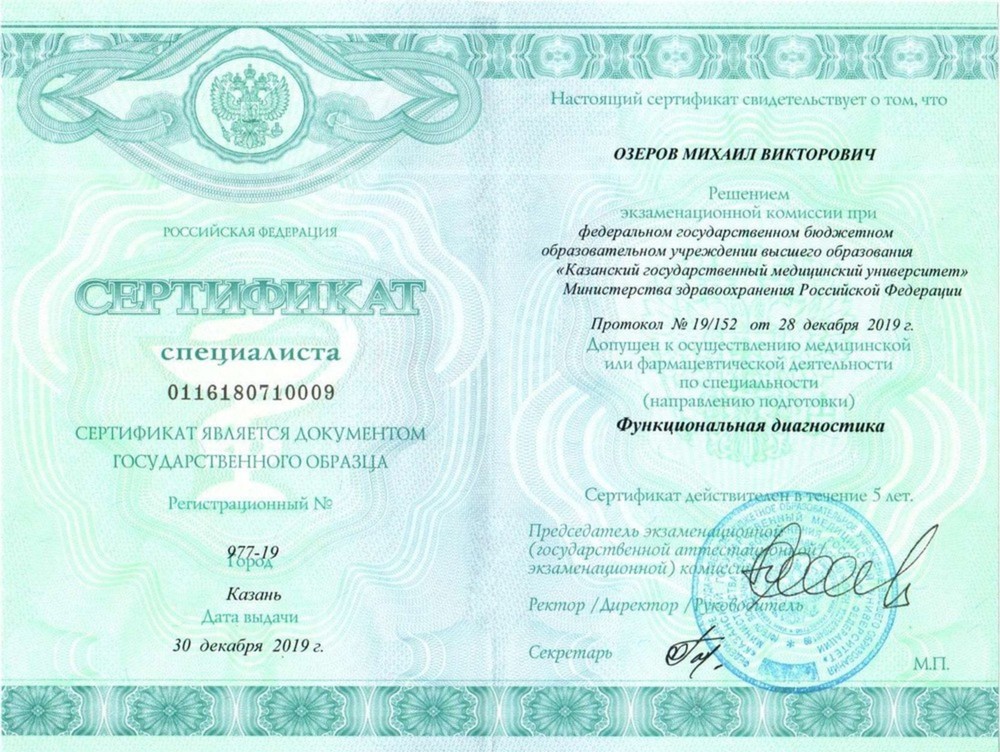 РОССИЙСКАЯ ФЕДЕРАЦИЯ
СЕРТИФИКАТ
специалиста
0116180710009
СЕРТИФИКАТ ЯВЛЯЕТСЯ ДОКУМЕНТОМ
ГОСУДАРСТВЕННОГО ОБРАЗЦА
Регистрационный №
977-19
Город
Казань
Дата выдачи
30 декабря 2019 г.
Настоящий сертификат свидетельствует о том, что
ОЗЕРОВ МИХАИЛ ВИКТОРОВИЧ
Решением
экзаменационной комиссии при
федеральном государственном бюджетном
образовательном учреждении высшего образования
«Казанский государственный медицинский университет»
Министерства здравоохранения Российской Федерации
Протокол № 19/152 от 28 декабря 2019 г.
Допущен к осуществлению медицинской
или фармацевтической деятельности
по специальности
(направлению подготовки)
Функциональная диагностика
Сертификат действителен в течение 5 лет.
Председатель экзаменационной
(государственной аттестационной/
экзаменационной) комиссии
Ректор /Директор /Руководитель
Секретарь
М.П.